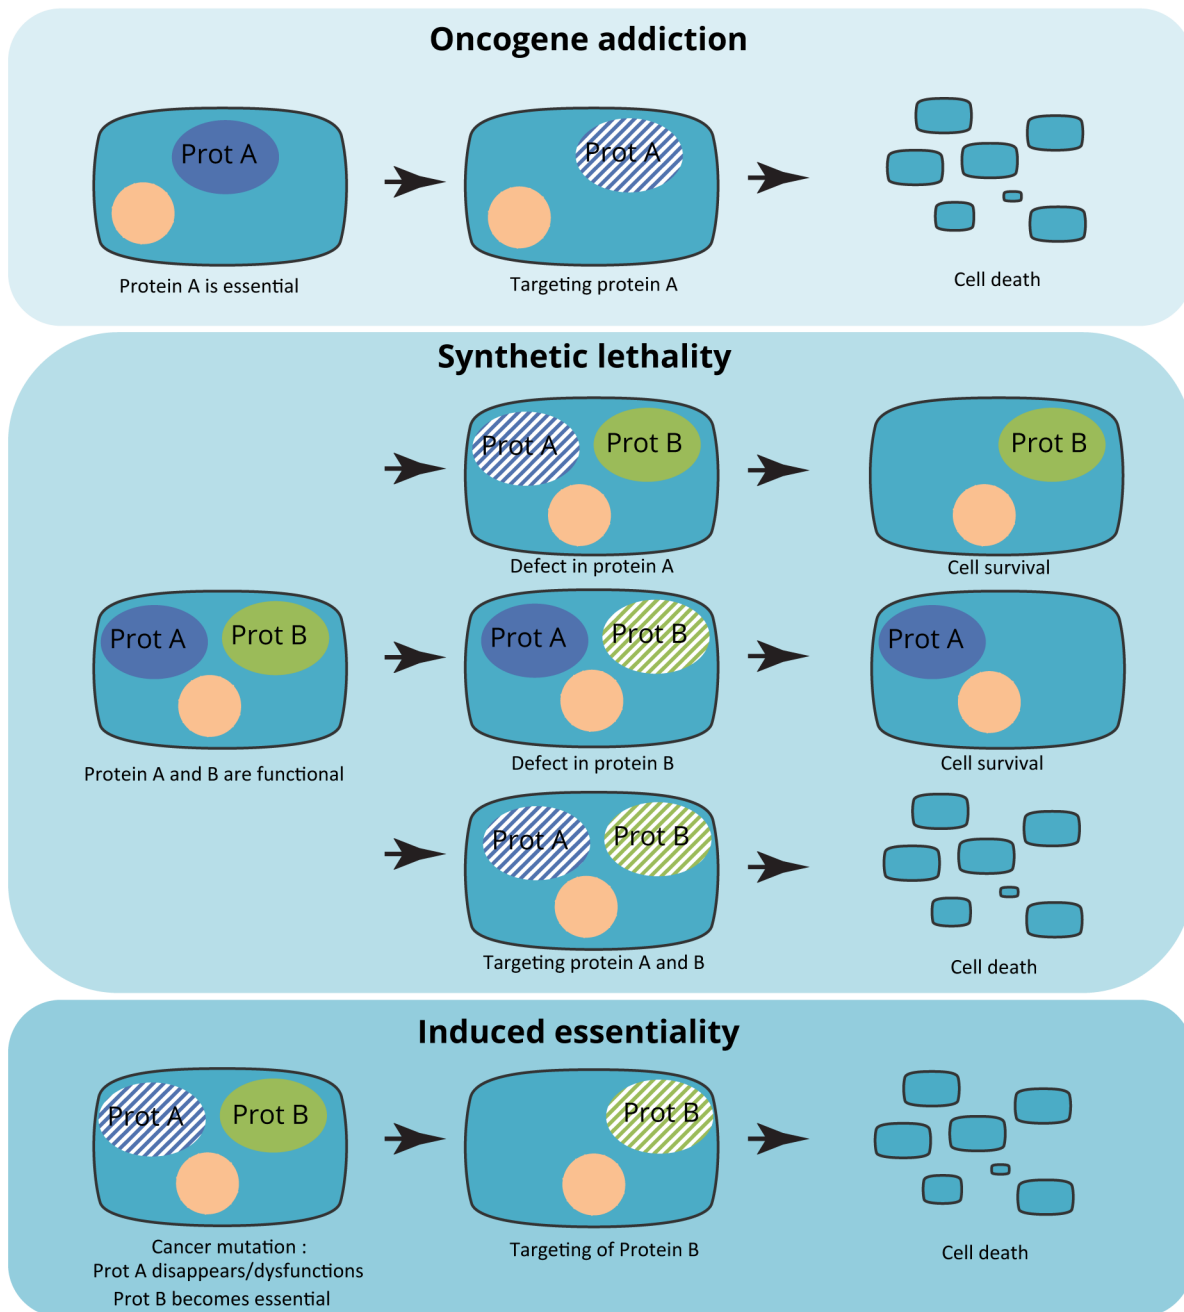 Oncogene addiction
Prot A
Prot A
Protein A is essential
Targeting protein A
Cell death
Synthetic lethality
Prot A
Prot B
Prot B
Defect in protein A
Cell survival
Prot A
Prot B
Prot A
Prot B
Prot A
Protein A and B are functional
Defect in protein B
Cell survival
Prot A
Prot B
Targeting protein A and B
Cell death
Induced essentiality
Prot A
Prot B
Prot B
Cancer mutation :
Prot A disappears/dysfunctions
Prot B becomes essential
Targeting of Protein B
Cell death